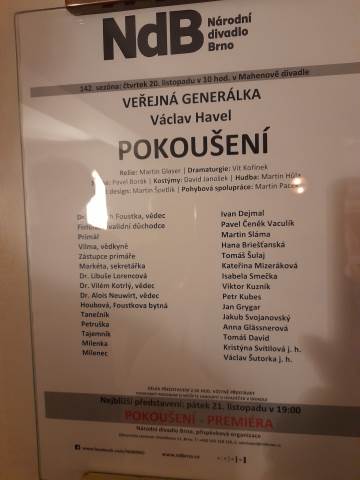 NdB Národní divadlo Brno
142. sezóna: čtvrtek 20. listopadu v 10 hod. v Mahenově divadle
VEŘEJNÁ GENERÁLKA
Václav Havel
POKOUŠENÍ
Režie: Martin Glaser | Dramaturgie: Vít Kořínek
Pavel Borák | Kostýmy: David Janošek | Hudba: Martin Hůla
design: Martin Špetlík | Pohybová spolupráce: Martin Pacek
Dr. Foustka, vědec Ivan Dejmal
invalidní důchodce Pavel Čeněk Vaculík
Primář Martin Sláma
Vilma, vědkyně Hana Briešťanská
Zástupce primáře Tomáš Šulaj
Markéta, sekretářka Kateřina Mizeráková
Dr. Libuše Lorencová Isabela Smečka
Dr. Vilém Kotrlý, vědec Viktor Kuzník
Dr. Alois Neuwirt, vědec Petr Kubes
Houbová, Foustkova bytná Jan Grygar
Tanečník Jakub Svojanovský
Petruška Anna Glässnerová
Tajemník Tomáš David
Milenka Kristýna Svitilová j. h.
Milenec Václav Šutorka j. h.
Nejbližší představení: pátek 21. listopadu v 19:00
POKOUŠENÍ - PREMIÉRA
Národní divadlo Brno, příspěvková organizace
www.ndbrno.cz